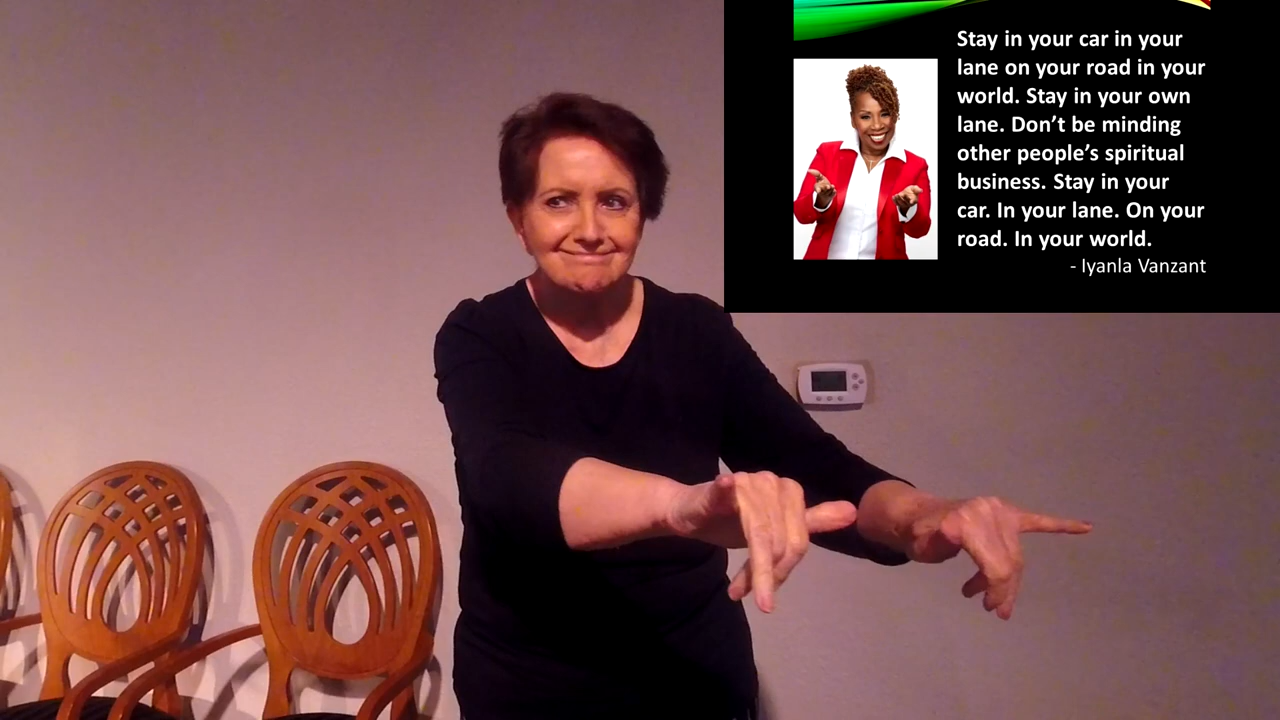 Stay in your car in your
lane on your road in your
world. Stay in your own
lane. Don’t be minding
other people’s spiritual
business. Stay in your
car. In your lane. On your
road. In your world.
- Iyanla Vanzant